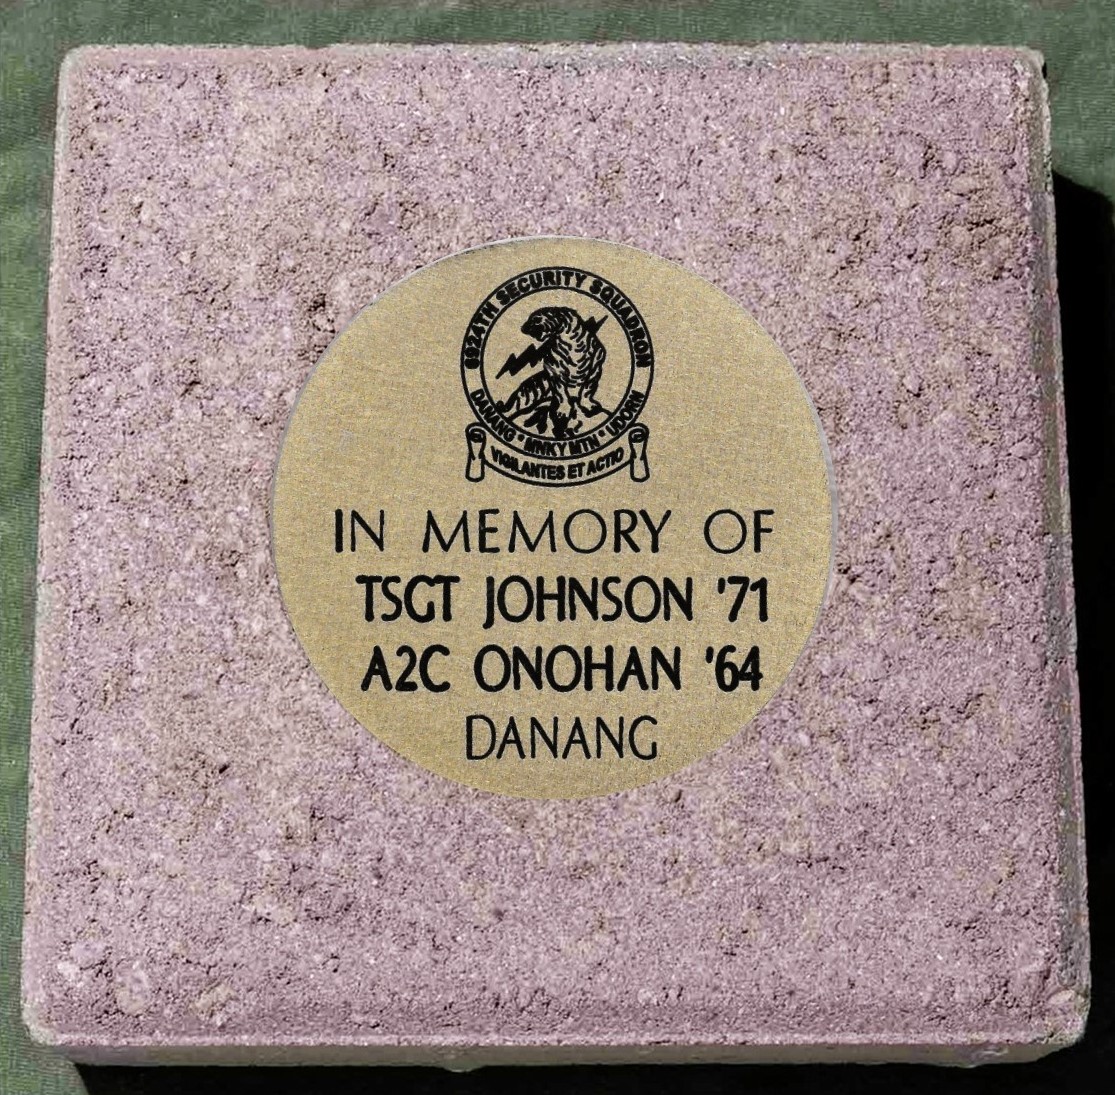 6924TH SECURITY SQUADRON
DANANG * MNKY MTN * UDORN
VIGILANTES ET ACTIO
IN MEMORY OF
TSGT JOHNSON '71
A2C ONOHAN '64
DANANG